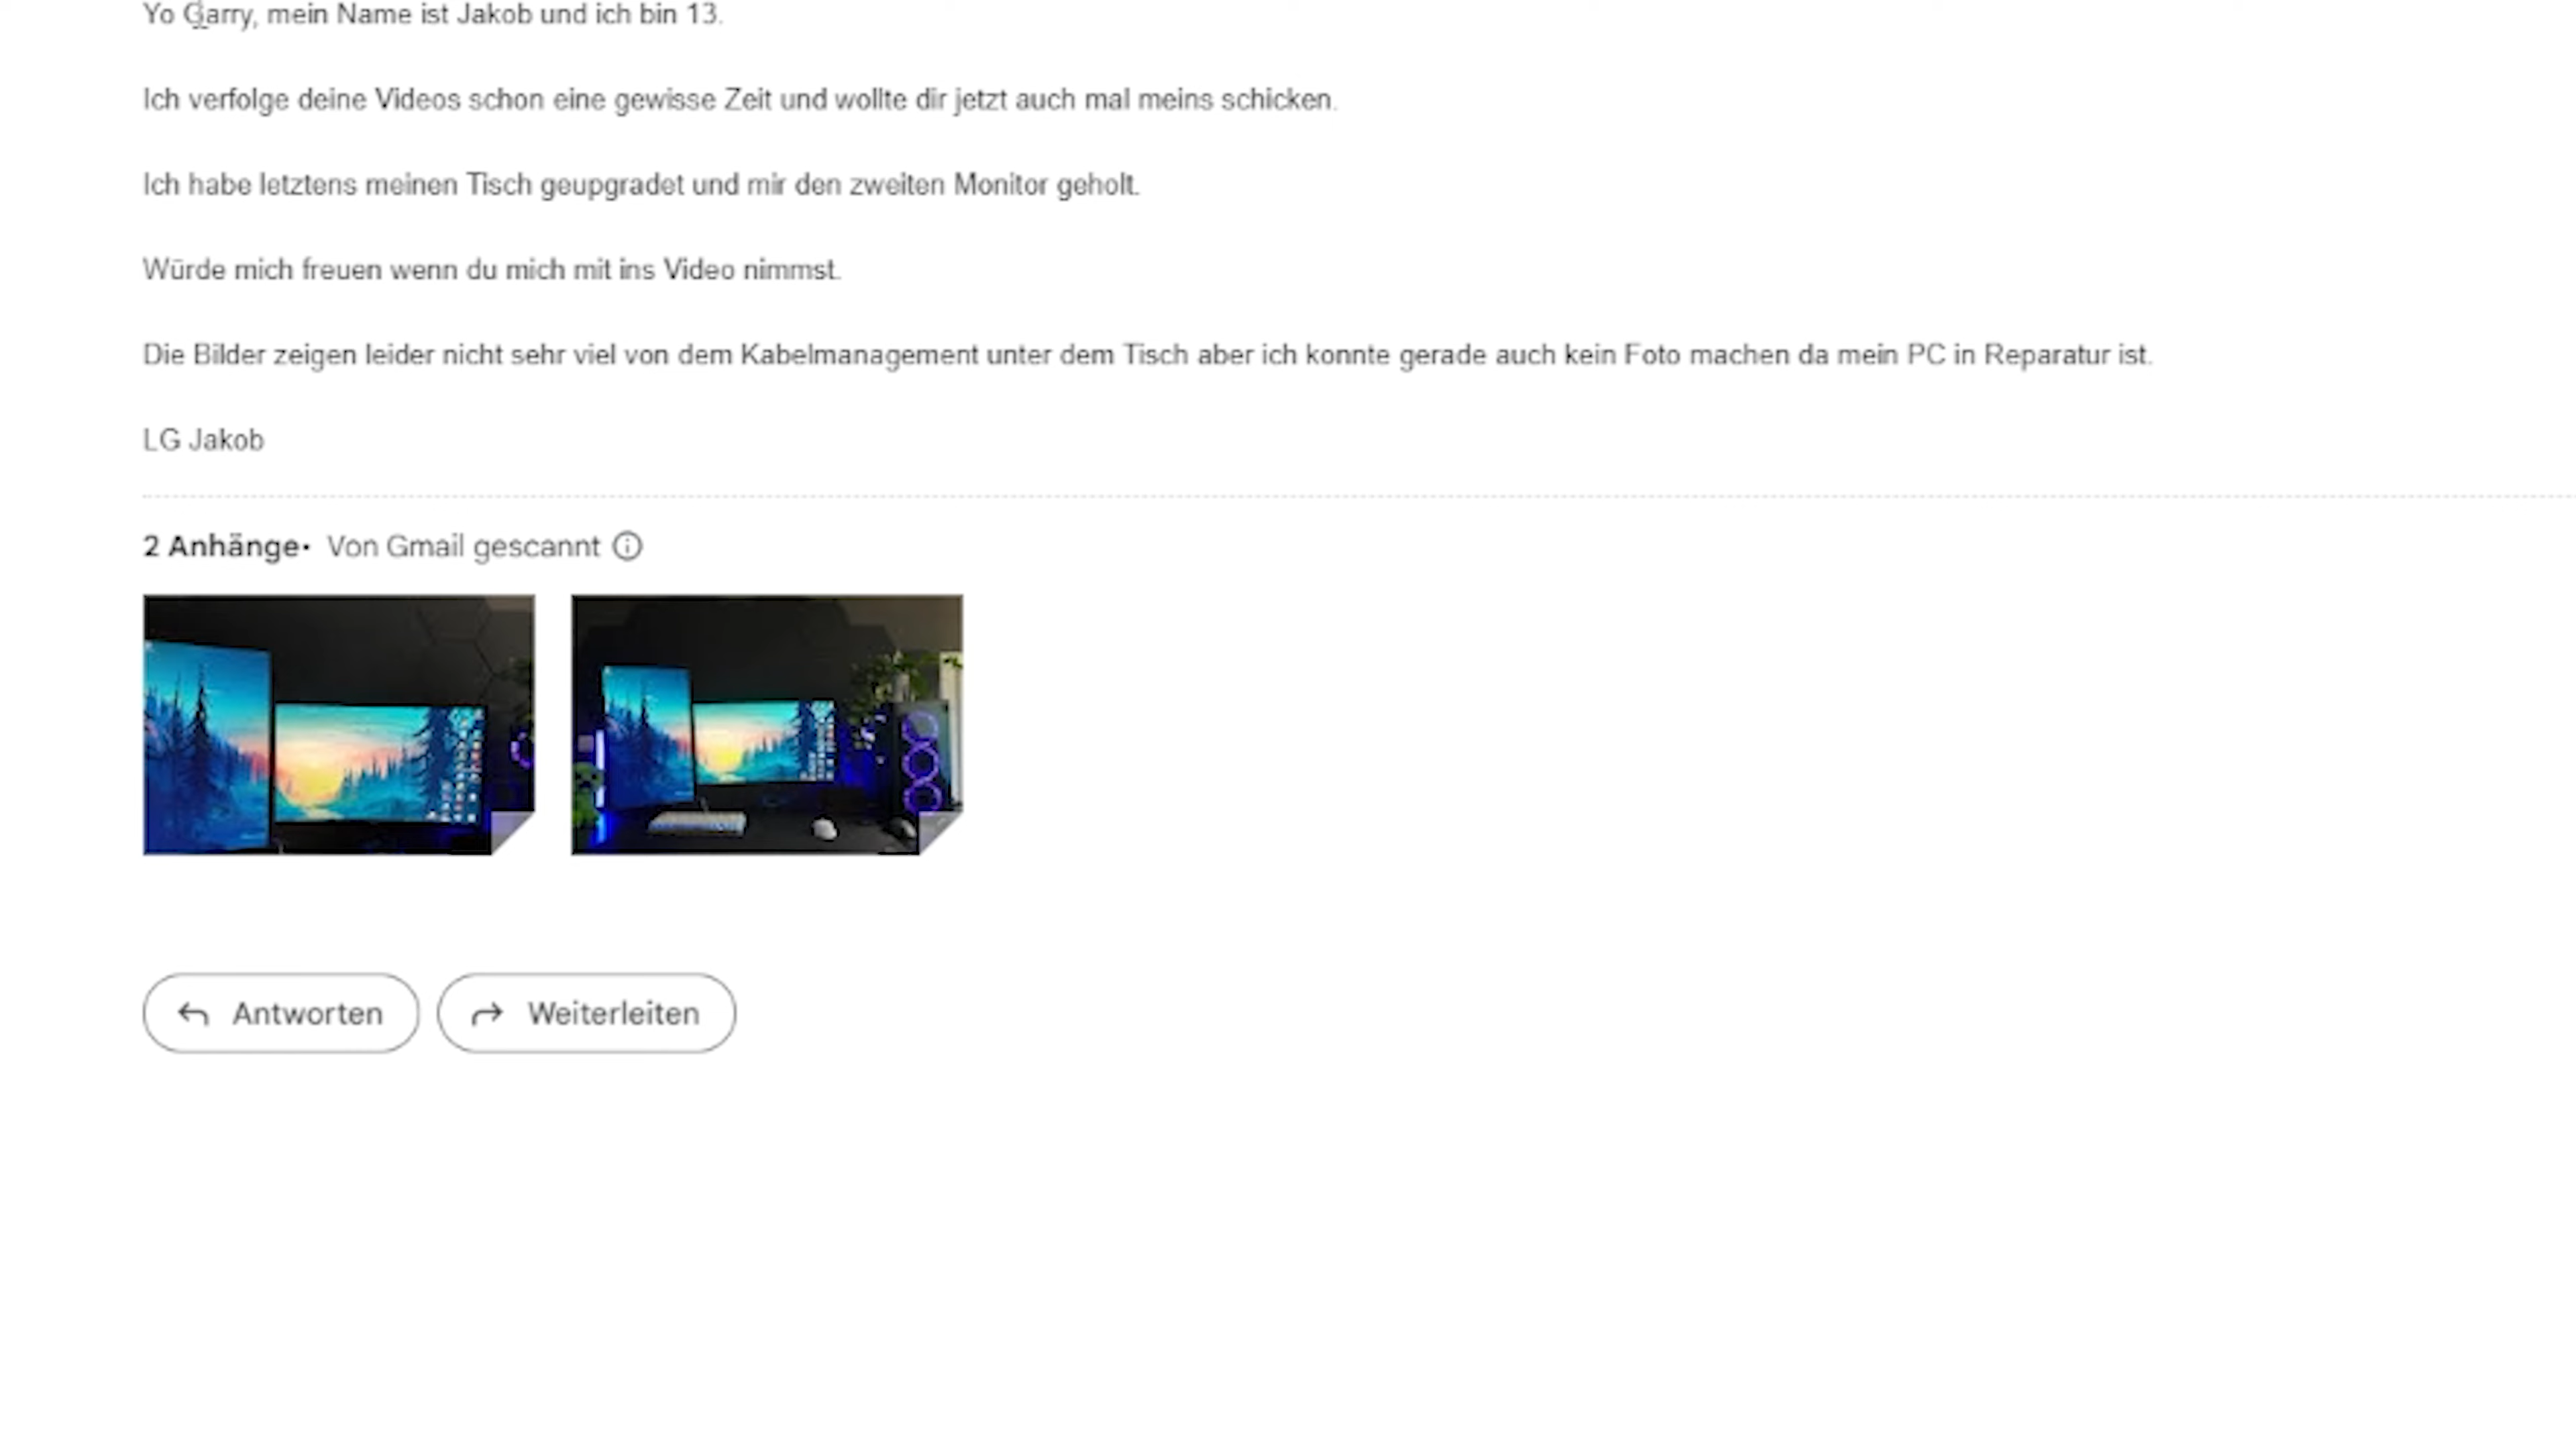 Yo Garry, mein Name ist Jakob und ich bin 13.
Ich verfolge deine Videos schon eine gewisse Zeit und wollte dir jetzt auch mal meins schicken.
Ich habe letztens meinen Tisch geupgradet und mir den zweiten Monitor geholt.
Würde mich freuen wenn du mich mit ins Video nimmst.
Die Bilder zeigen leider nicht sehr viel von dem Kabelmanagement unter dem Tisch aber ich konnte gerade auch kein Foto machen da mein PC in Reparatur ist.
LG Jakob
2 Anhänge• Von Gmail gescannt
Antworten Weiterleiten